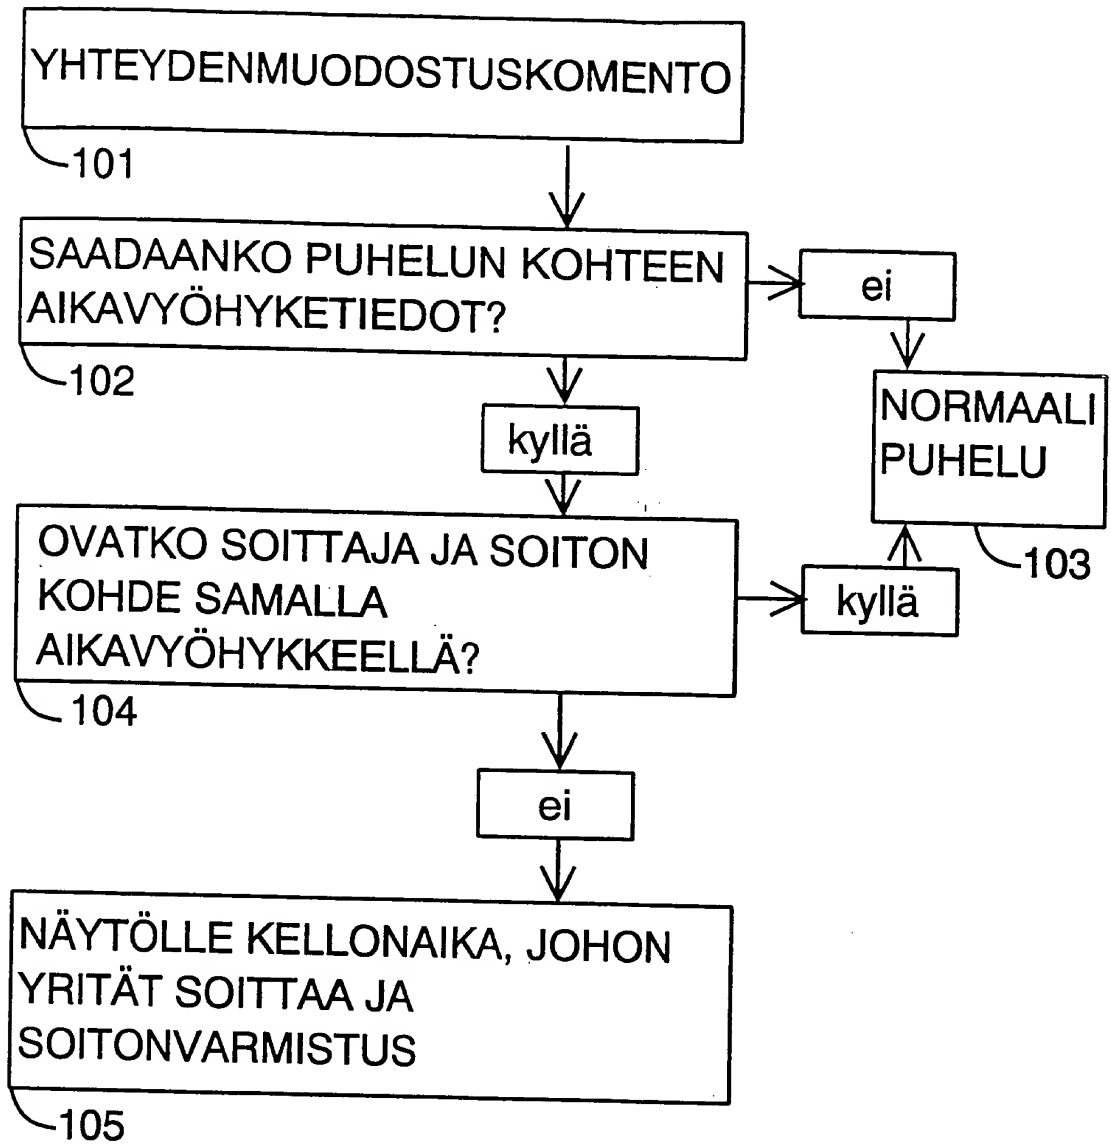 YHTEYDENMUODOSTUSKOMENTO
101
SAADAANKO PUHELUN KOHTEEN
AIKAVYÖHYKETIEDOT?
102
ei
kyllä
NORMAALI
PUHELU
103
OVATKO SOITTAJA JA SOITON
KOHDE SAMALLA
AIKAVYÖHYKKEELLÄ?
104
kyllä
ei
NÄYTÖLLE KELLONAIKA, JOHON
YRITÄT SOITTAA JA
SOITONVARMISTUS
105